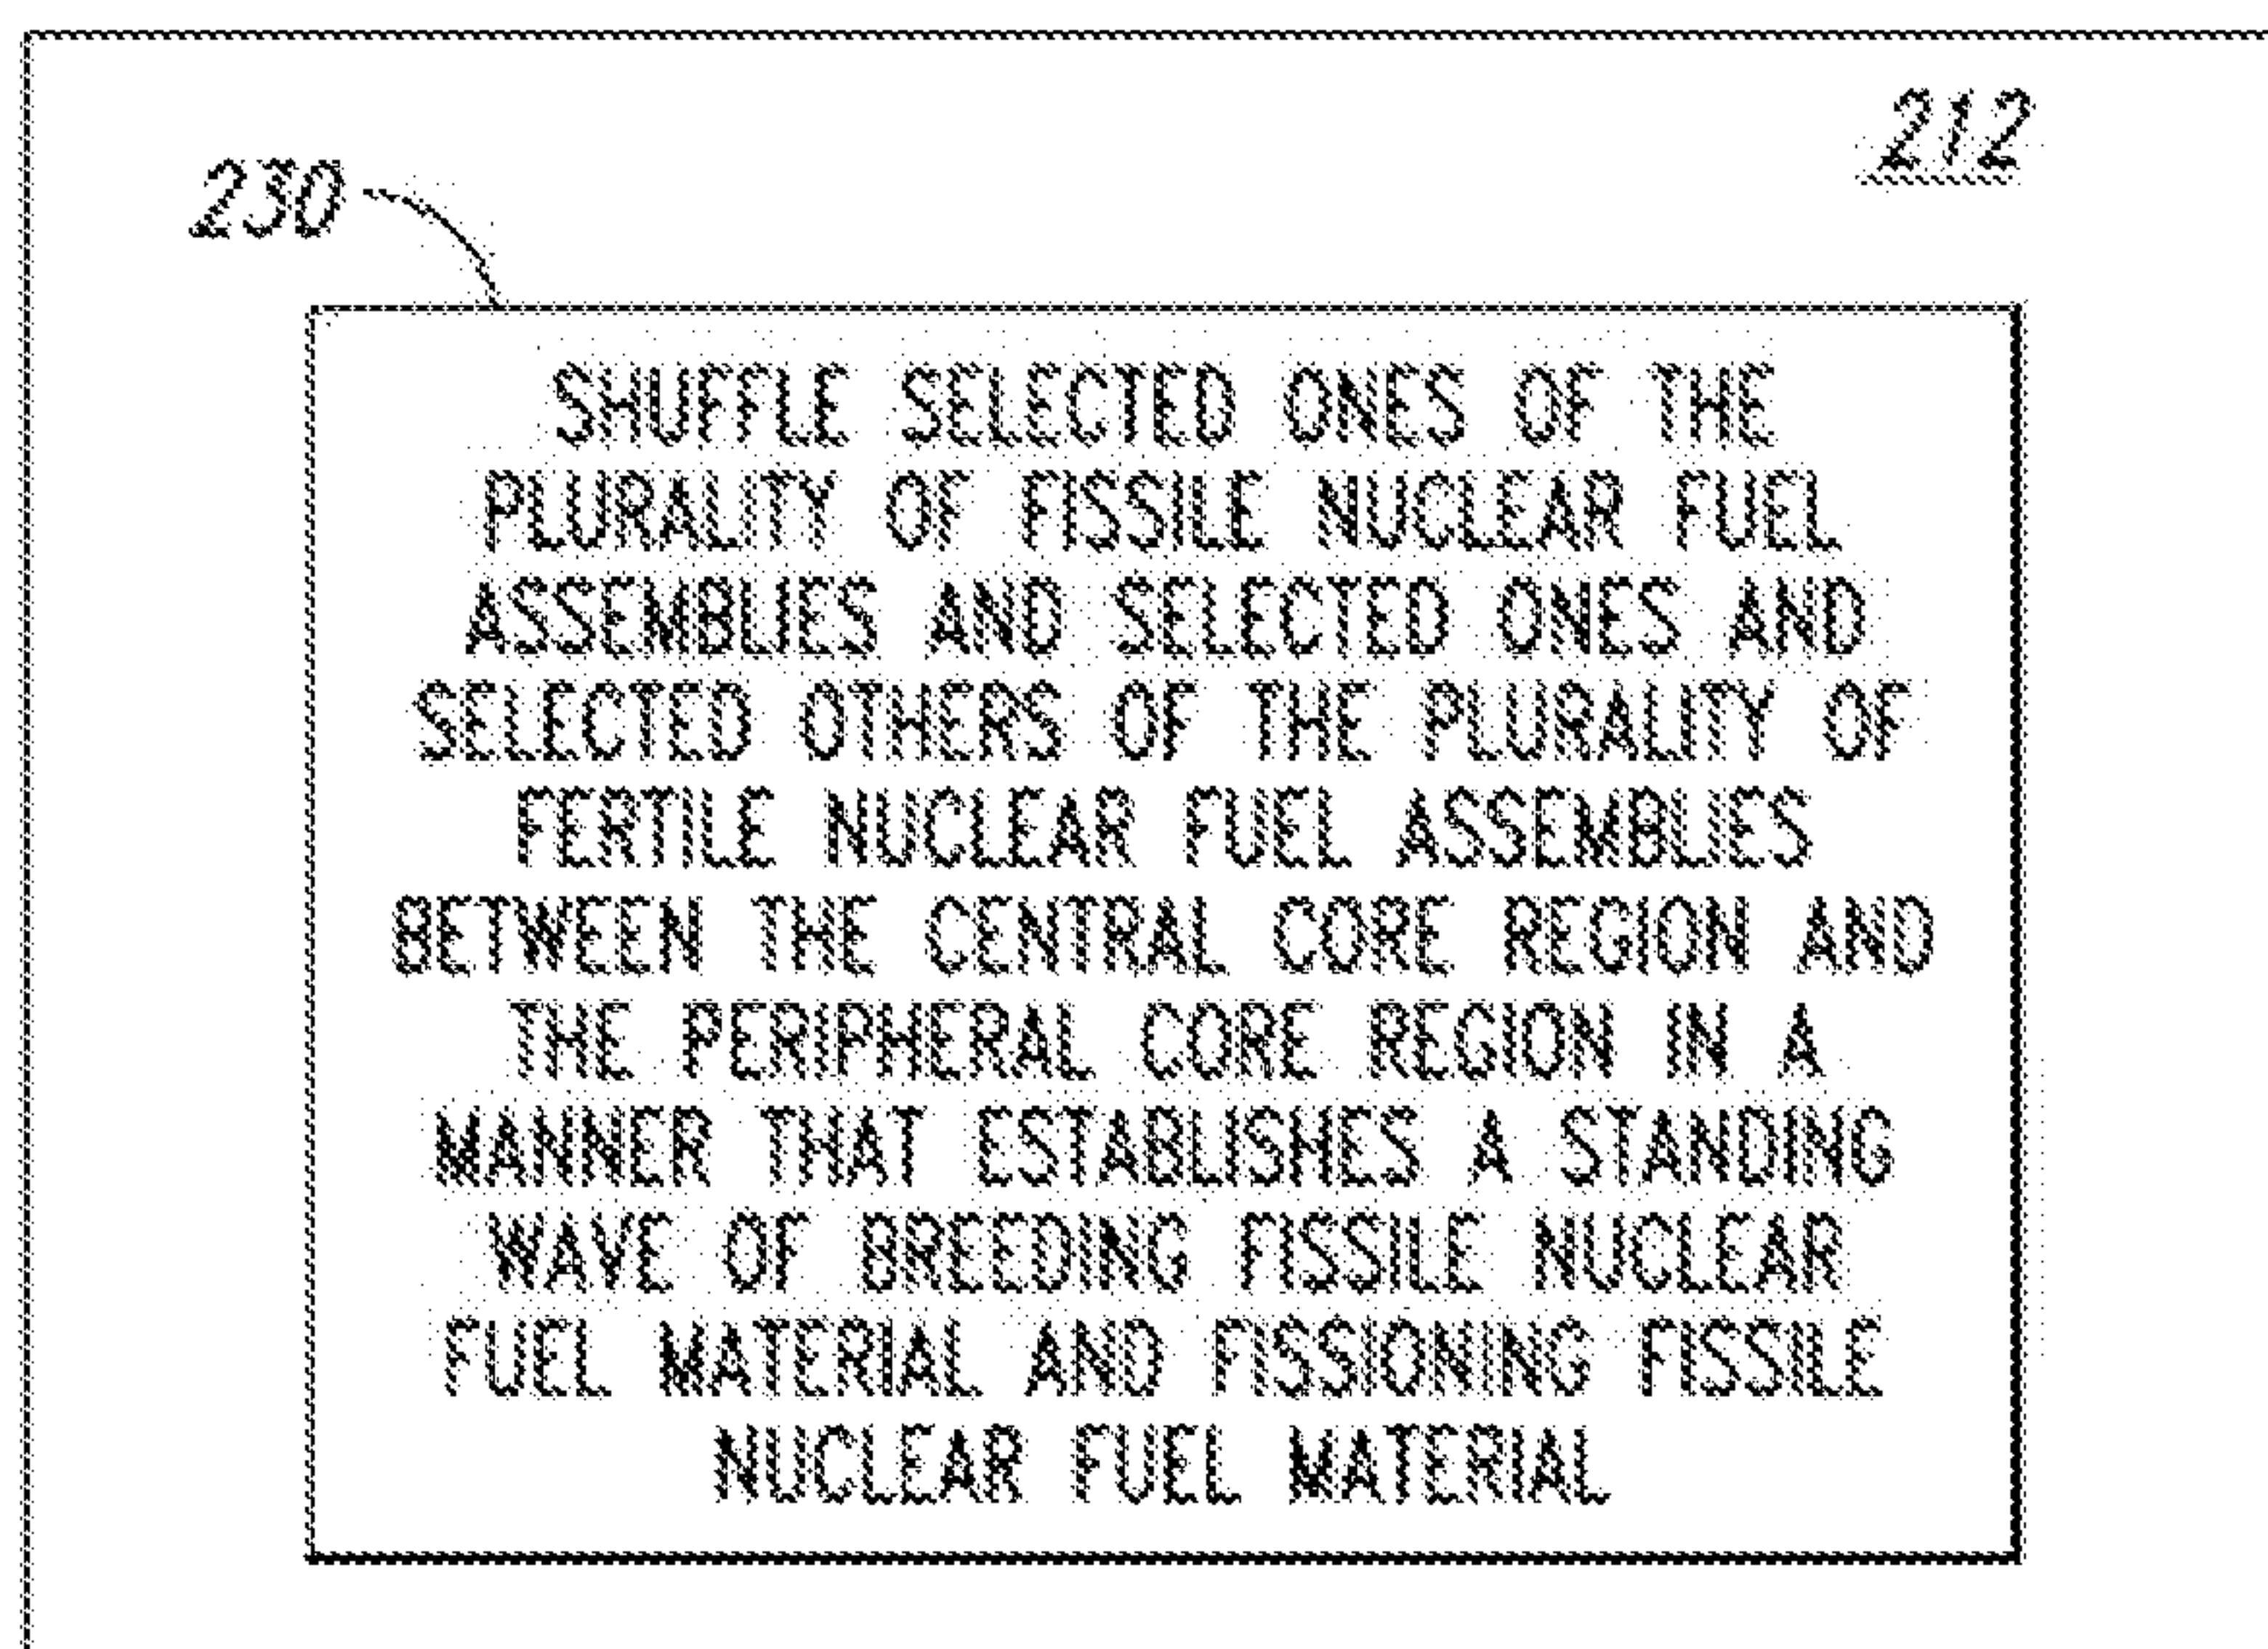 212
230
SHUFFLE SELECTED ONES OF THE
PLURALITY OF FISSILE NUCLEAR FUEL
ASSEMBLIES AND SELECTED ONES AND
SELECTED OTHERS OF THE PLURALITY OF
FERTILE NUCLEAR FUEL ASSEMBLIES
BETWEEN THE CENTRAL CORE REGION AND
THE PERIPHERAL CORE REGION IN A
MANNER THAT ESTABLISHES A STANDING
WAVE OF BREEDING FISSILE NUCLEAR
FUEL MATERIAL AND FISSIONING FISSILE
NUCLEAR FUEL MATERIAL